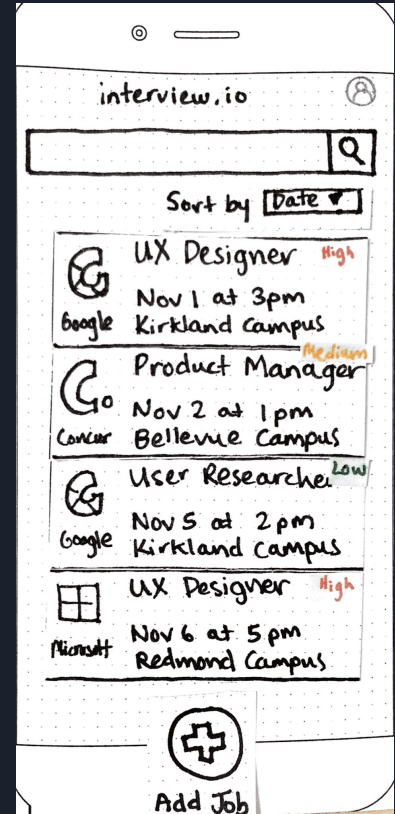 interview.io
Sort by Date
UX Designer High
Nov 1 at 3pm
Google Kirkland Campus
Medium
Product Manager
Nov 2 at 1pm
Concur Bellevue Campus
User Researcher Low
Nov 5 at 2pm
Google Kirkland Campus
UX Designer High
Nov 6 at 5pm
Microsoft Redmond Campus
Add Job